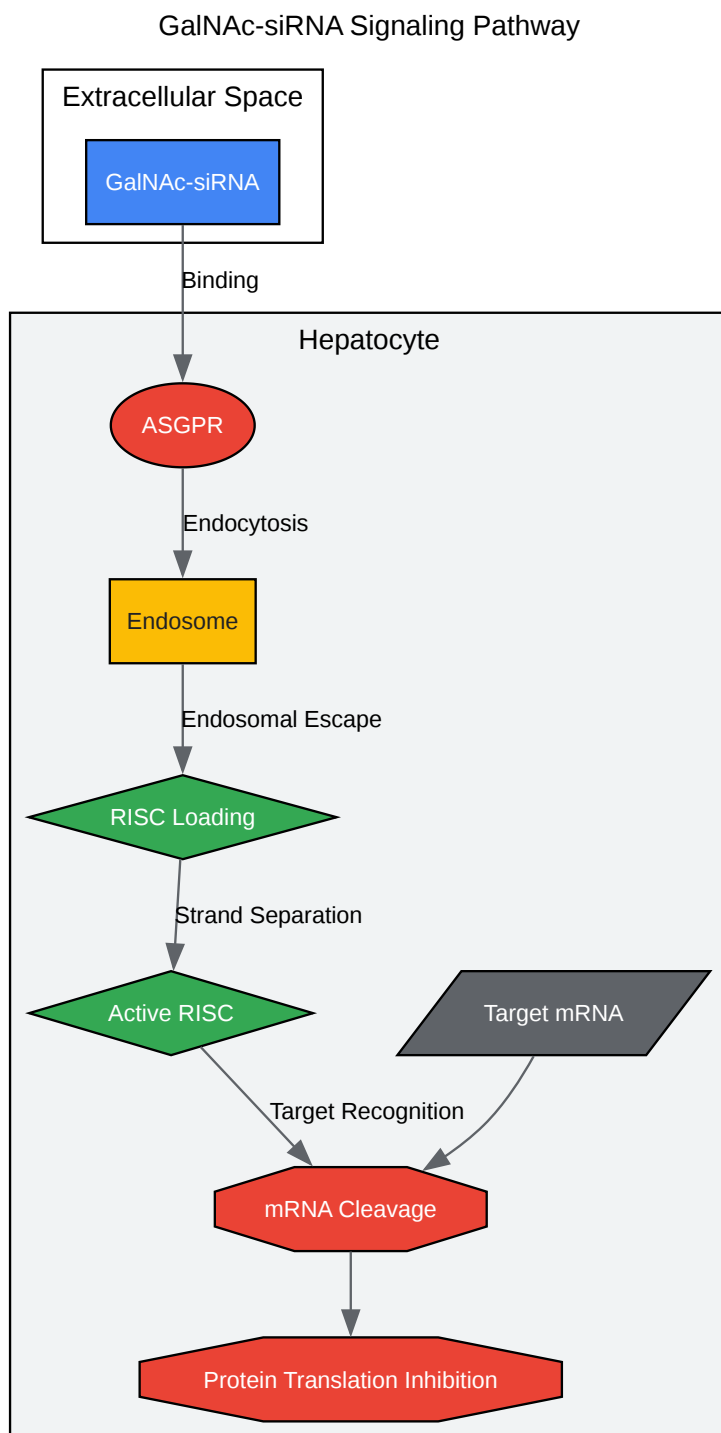 GalNAc-siRNA Signaling Pathway
Extracellular Space
GalNAc-siRNA
Binding
Hepatocyte
ASGPR
Endocytosis
Endosome
Endosomal Escape
RISC Loading
Strand Separation
Active RISC
Target mRNA
Target Recognition
mRNA Cleavage
Protein Translation Inhibition